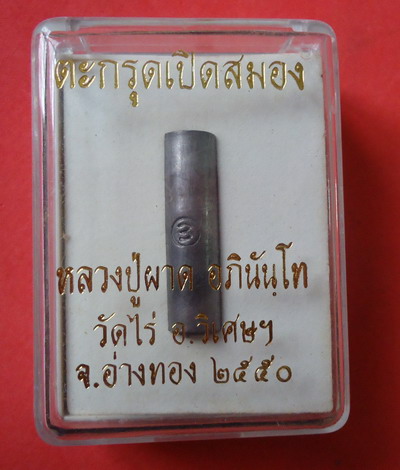 ตะกรุดเปิดสมอง
หลวงปู่ผาด อภินันฺโท
วัดไร่ อ.วิเศษฯ
จ.อ่างทอง ๒๕๕๐